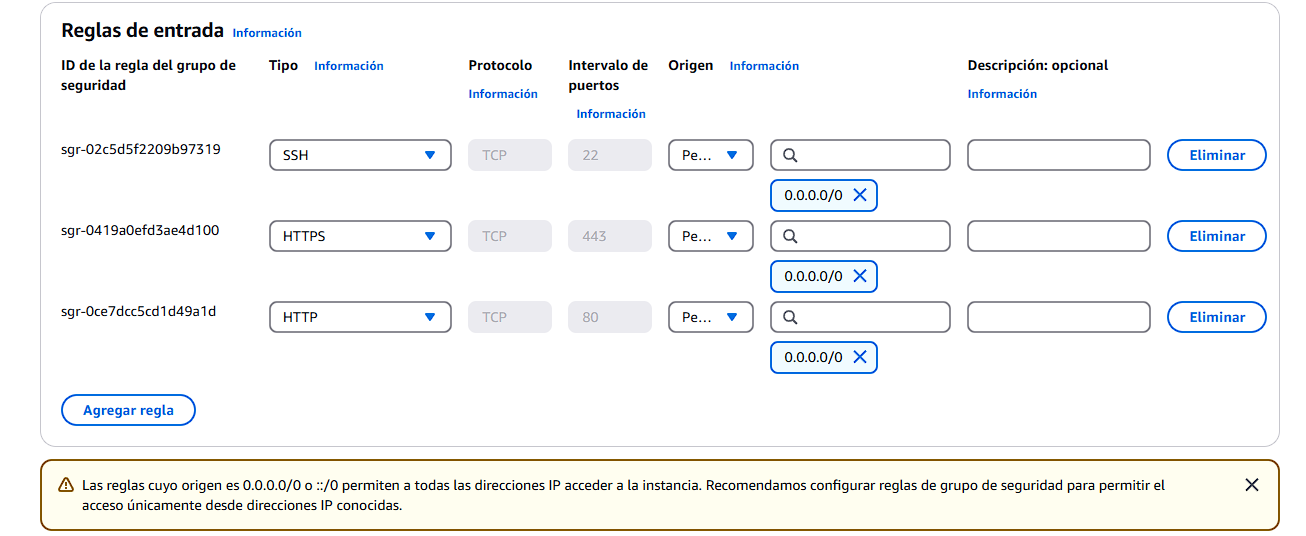 Reglas de entrada Información
ID de la regla del grupo de seguridad Tipo Información Protocolo Información Intervalo de puertos Información Origen Información Descripción: opcional Información
sgr-02c5d5f2209b97319 SSH TCP 22 Pe... Eliminar
0.0.0.0/0
sgr-0419a0efd3ae4d100 HTTPS TCP 443 Pe... Eliminar
0.0.0.0/0
sgr-0ce7dcc5cd1d49a1d HTTP TCP 80 Pe... Eliminar
0.0.0.0/0
Agregar regla
Las reglas cuyo origen es 0.0.0.0/0 o ::/0 permiten a todas las direcciones IP acceder a la instancia. Recomendamos configurar reglas de grupo de seguridad para permitir el
acceso únicamente desde direcciones IP conocidas.